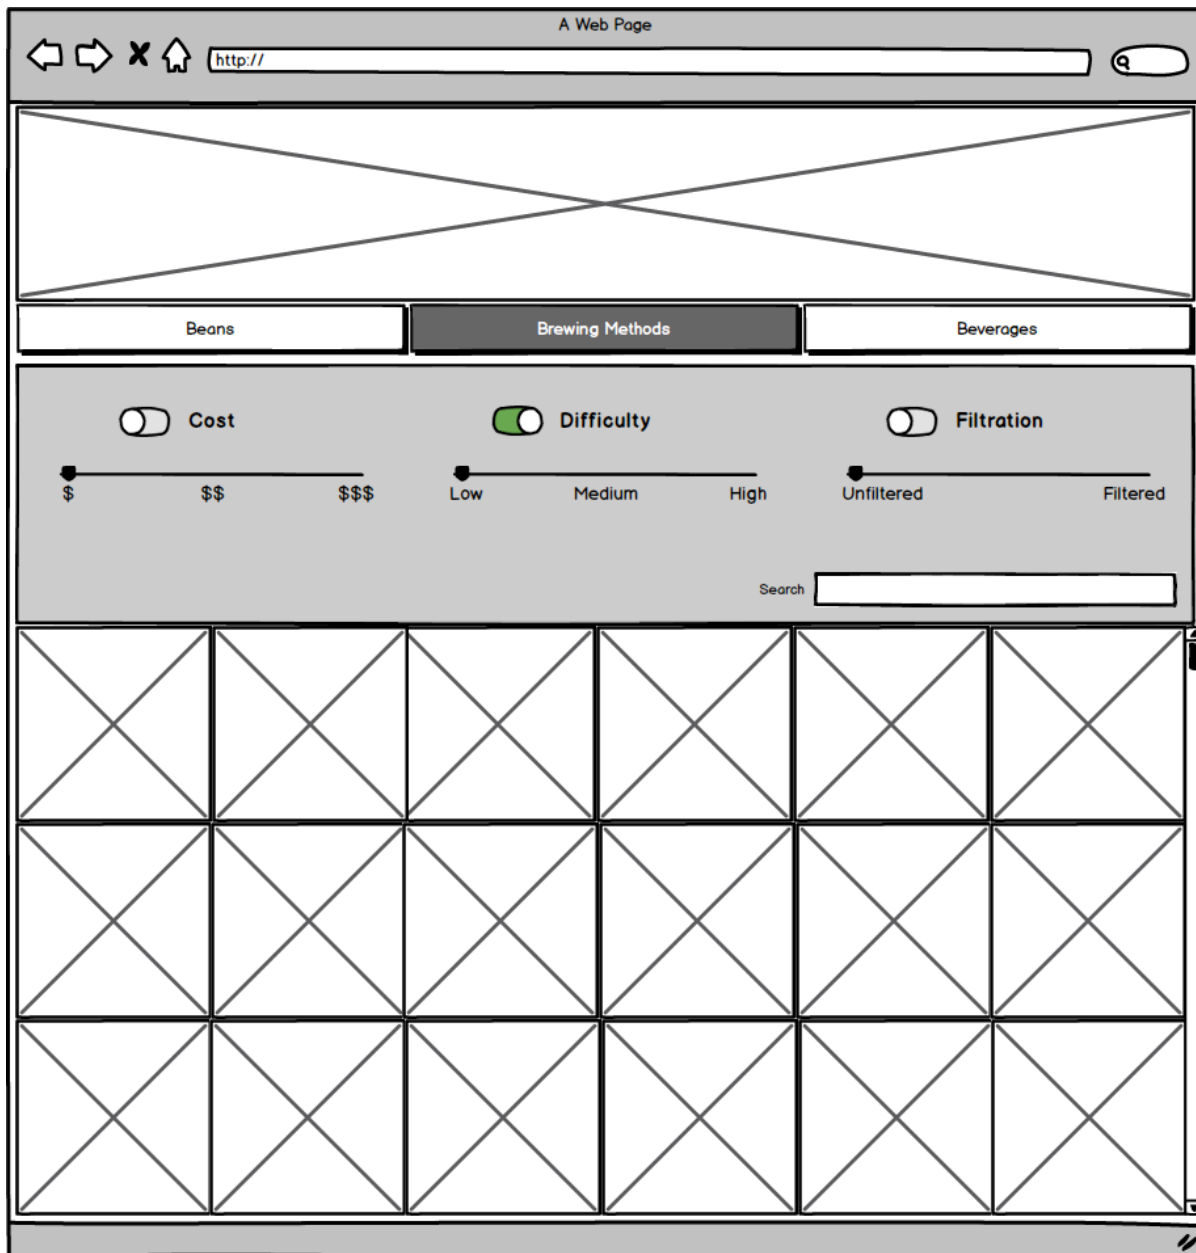 A Web Page
http://
Beans Brewing Methods Beverages
Cost Difficulty Filtration
$ $$ $$$ Low Medium High Unfiltered Filtered
Search